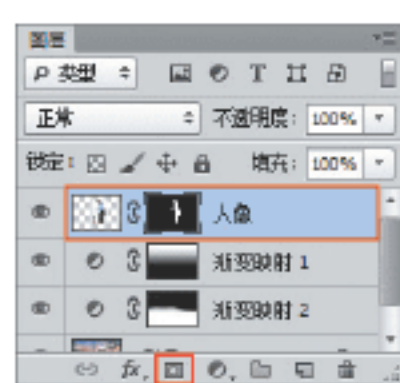 图层
类型
正常 不透明度: 100%
锁定: 填充: 100%
人像
渐变映射 1
渐变映射 2
fx